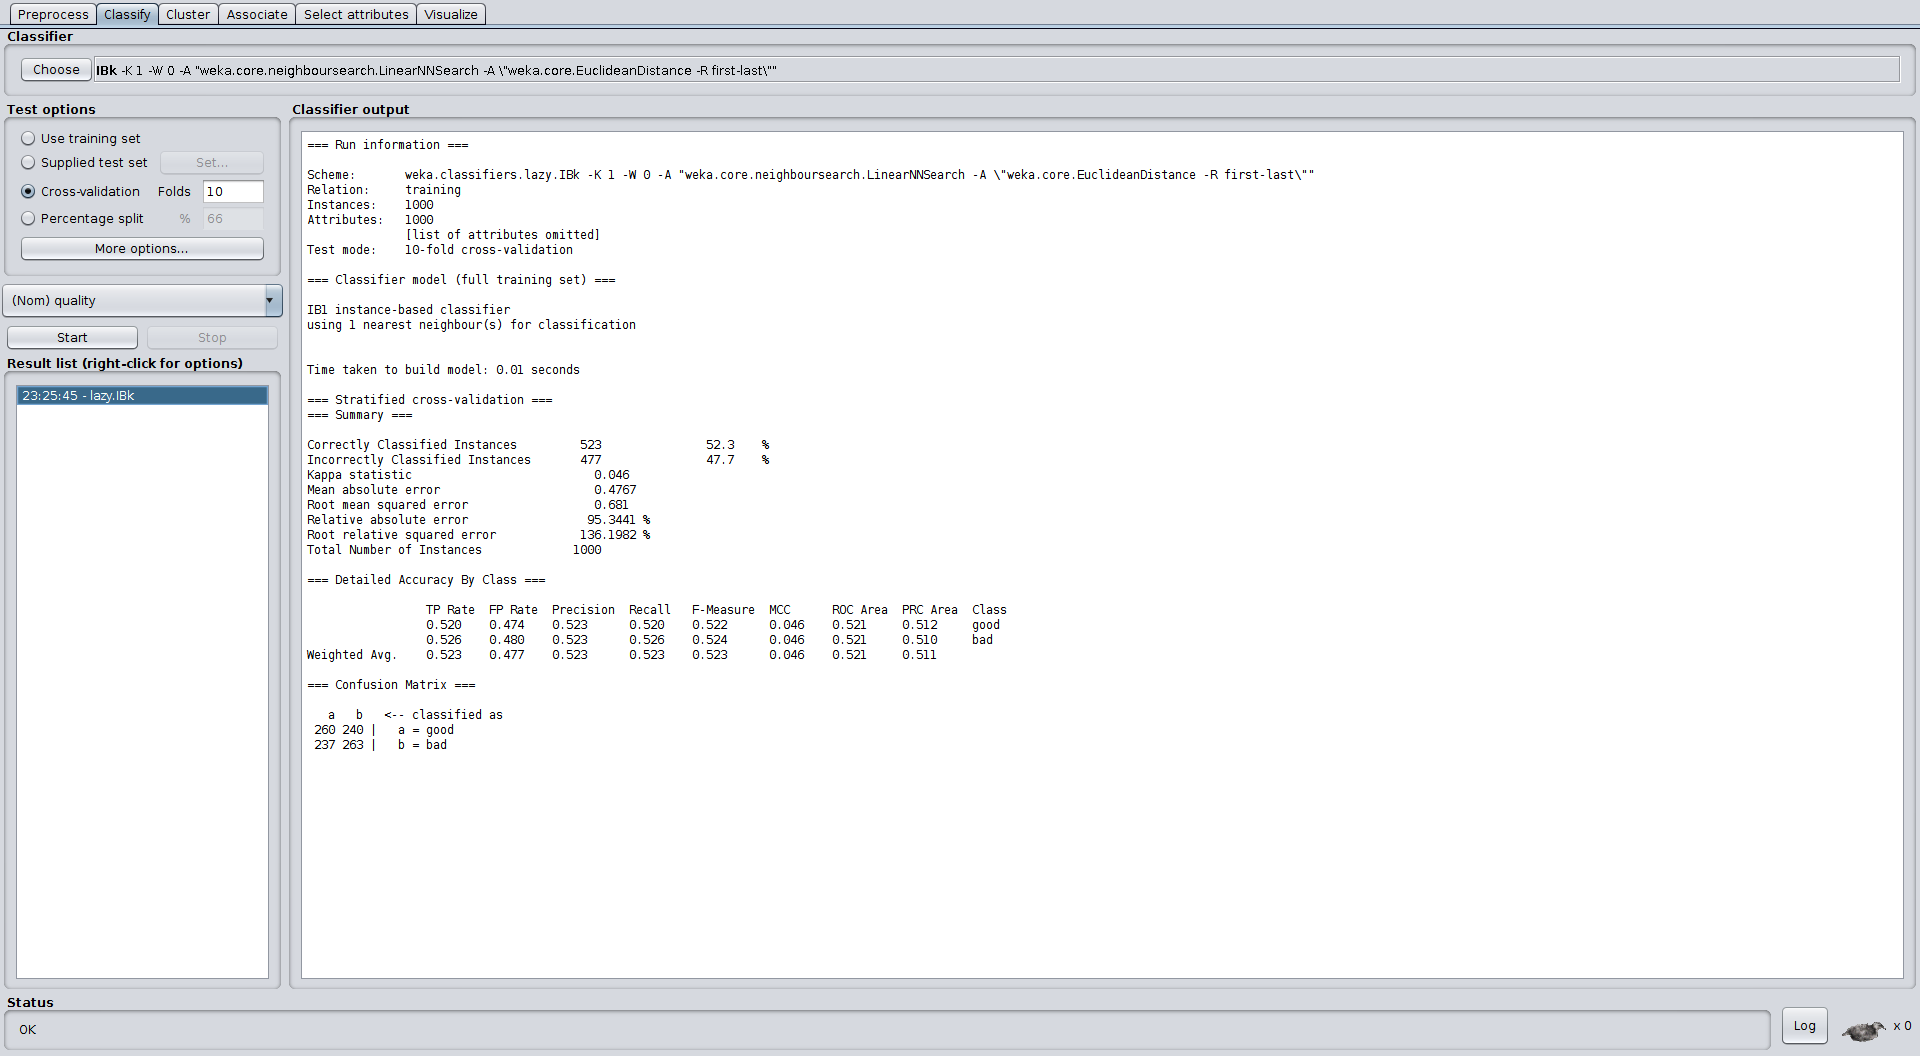 Preprocess Classify Cluster Associate Select attributes Visualize
Classifier
Choose IBk -K 1 -W 0 -A "weka.core.neighboursearch.LinearNNSearch -A \"weka.core.EuclideanDistance -R first-last\""
Test options
Use training set
Supplied test set Set...
Cross-validation Folds 10
Percentage split % 66
More options...
(Nom) quality
Start Stop
Result list (right-click for options)
23:25:45 - lazy.IBk
Classifier output
=== Run information ===
Scheme: weka.classifiers.lazy.IBk -K 1 -W 0 -A "weka.core.neighboursearch.LinearNNSearch -A \"weka.core.EuclideanDistance -R first-last\""
Relation: training
Instances: 1000
Attributes: 1000
[list of attributes omitted]
Test mode: 10-fold cross-validation
=== Classifier model (full training set) ===
IB1 instance-based classifier
using 1 nearest neighbour(s) for classification
Time taken to build model: 0.01 seconds
=== Stratified cross-validation ===
=== Summary ===
Correctly Classified Instances 523 52.3 %
Incorrectly Classified Instances 477 47.7 %
Kappa statistic 0.046
Mean absolute error 0.4767
Root mean squared error 0.681
Relative absolute error 95.3441 %
Root relative squared error 136.1982 %
Total Number of Instances 1000
=== Detailed Accuracy By Class ===
TP Rate FP Rate Precision Recall F-Measure MCC ROC Area PRC Area Class
0.520 0.474 0.523 0.520 0.522 0.046 0.521 0.512 good
0.526 0.480 0.523 0.526 0.524 0.046 0.521 0.510 bad
Weighted Avg. 0.523 0.477 0.523 0.523 0.523 0.046 0.521 0.511
=== Confusion Matrix ===
a b <-- classified as
260 240 | a = good
237 263 | b = bad
Status
OK
Log
x 0